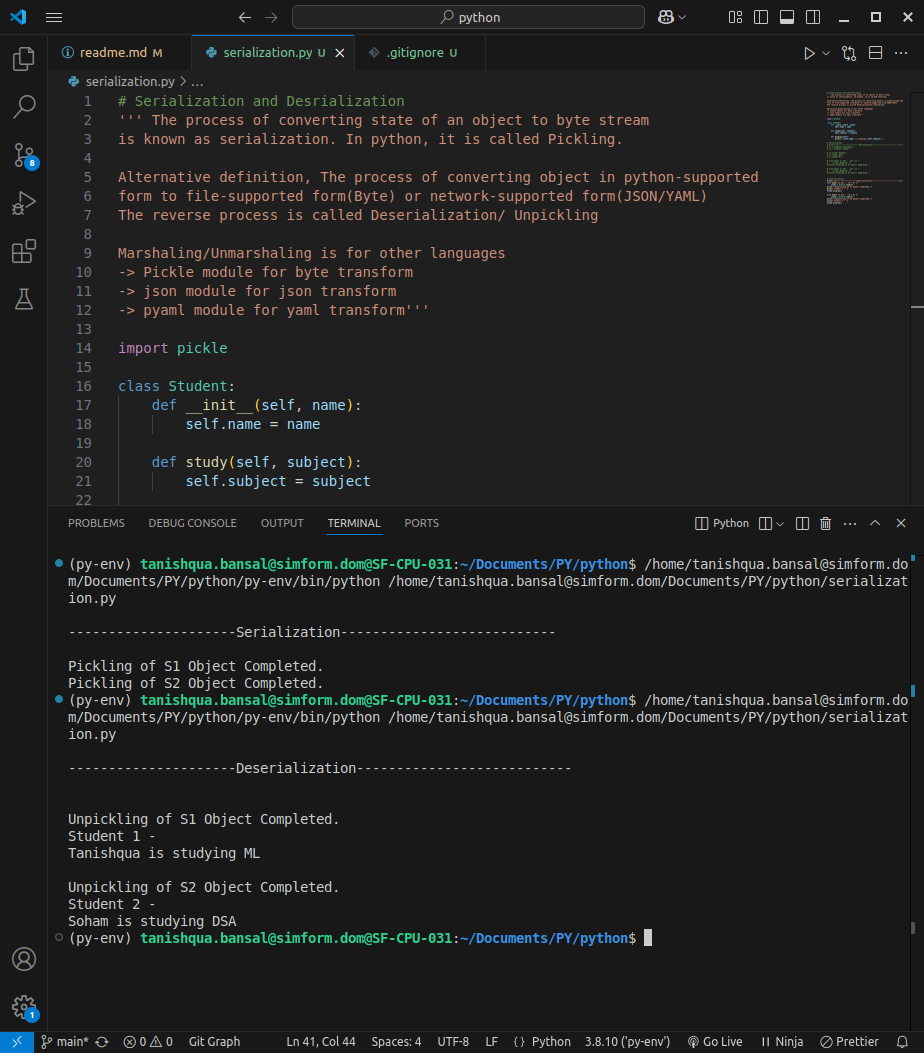 python
readme.md M
serialization.py U
.gitignore U
serialization.py > ...
1 # Serialization and Desrialization
2 ''' The process of converting state of an object to byte stream
3 is known as serialization. In python, it is called Pickling.
4
5 Alternative definition, The process of converting object in python-supported
6 form to file-supported form(Byte) or network-supported form(JSON/YAML)
7 The reverse process is called Deserialization/ Unpickling
8
9 Marshaling/Unmarshaling is for other languages
10 -> Pickle module for byte transform
11 -> json module for json transform
12 -> pyaml module for yaml transform'''
13
14 import pickle
15
16 class Student:
17 def __init__(self, name):
18 self.name = name
19
20 def study(self, subject):
21 self.subject = subject
22
8
PROBLEMS DEBUG CONSOLE OUTPUT TERMINAL PORTS Python
(py-env) tanishqua.bansal@simform.dom@SF-CPU-031:~/Documents/PY/python$ /home/tanishqua.bansal@simform.do
m/Documents/PY/python/py-env/bin/python /home/tanishqua.bansal@simform.dom/Documents/PY/python/serializat
ion.py
---------------------Serialization---------------------------
Pickling of S1 Object Completed.
Pickling of S2 Object Completed.
(py-env) tanishqua.bansal@simform.dom@SF-CPU-031:~/Documents/PY/python$ /home/tanishqua.bansal@simform.do
m/Documents/PY/python/py-env/bin/python /home/tanishqua.bansal@simform.dom/Documents/PY/python/serializat
ion.py
---------------------Deserialization---------------------------
Unpickling of S1 Object Completed.
Student 1 -
Tanishqua is studying ML
Unpickling of S2 Object Completed.
Student 2 -
Soham is studying DSA
(py-env) tanishqua.bansal@simform.dom@SF-CPU-031:~/Documents/PY/python$
1
main* 0 0 Git Graph Ln 41, Col 44 Spaces: 4 UTF-8 LF {} Python 3.8.10 ('py-env') Go Live Ninja Prettier